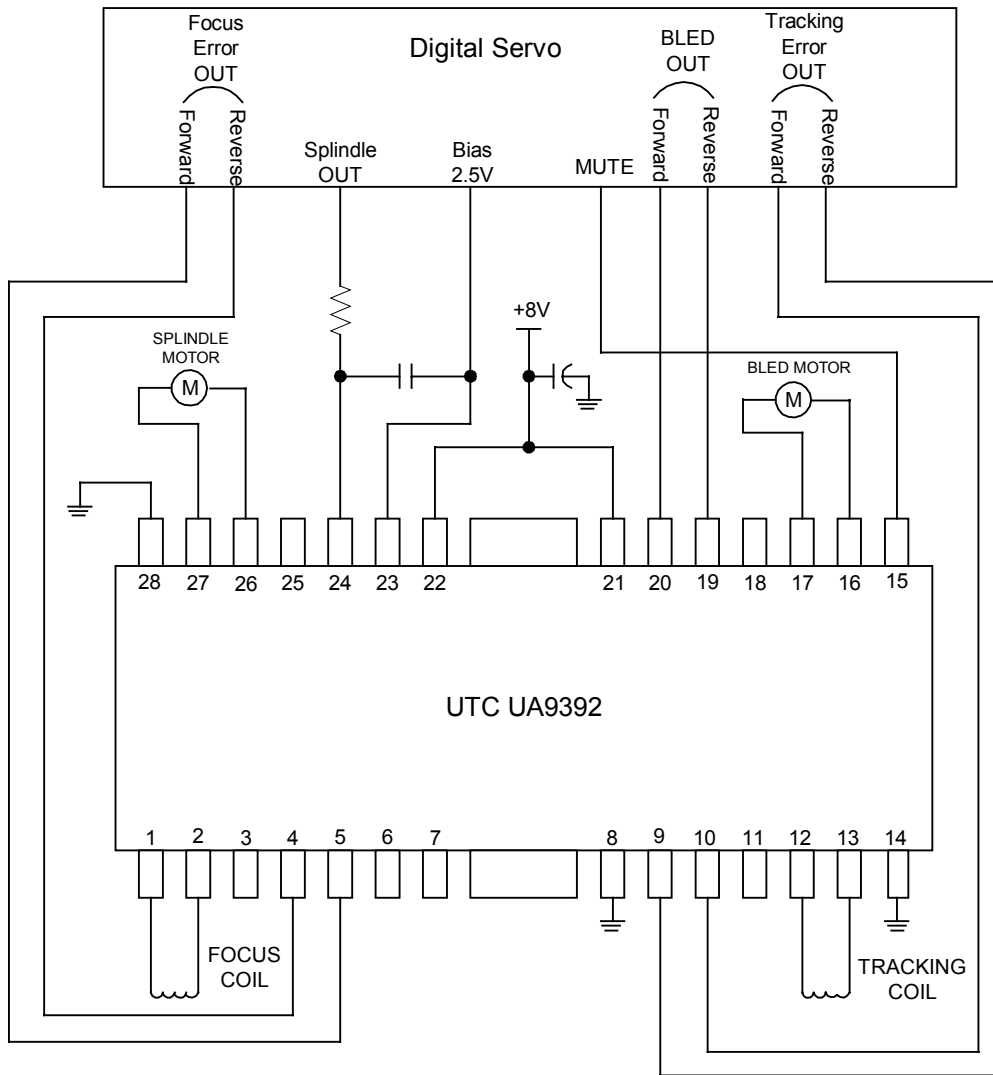 Focus
Error
OUT
Digital Servo
BLED
OUT
Tracking
Error
OUT
Forward
Reverse
Splindle
OUT
Bias
2.5V
MUTE
Forward
Reverse
Forward
Reverse
+8V
SPLINDLE
MOTOR
M
BLED MOTOR
M
28 27 26 25 24 23 22 21 20 19 18 17 16 15
UTC UA9392
1 2 3 4 5 6 7 8 9 10 11 12 13 14
FOCUS
COIL
TRACKING
COIL